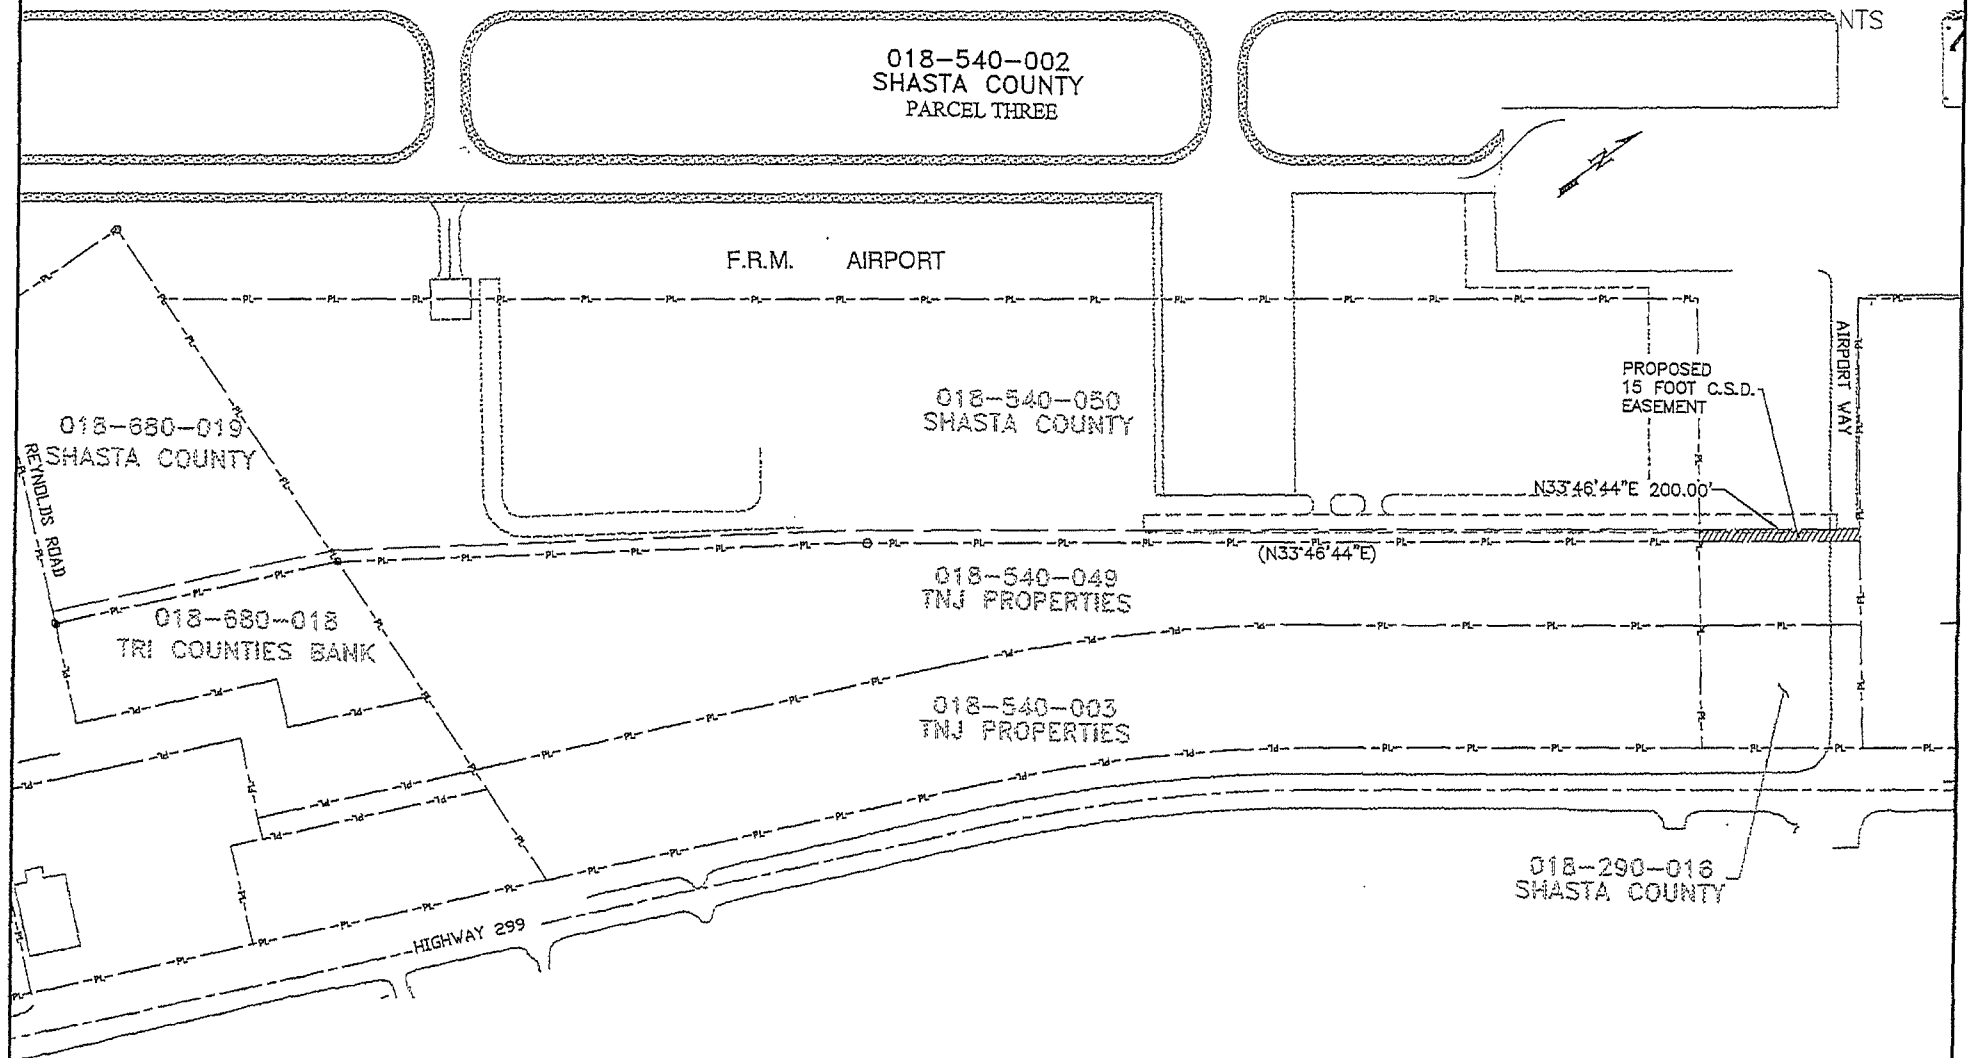 NTS
018-540-002
SHASTA COUNTY
PARCEL THREE
N
F.R.M. AIRPORT
AIRPORT WAY
PROPOSED
15 FOOT C.S.D.
EASEMENT
018-540-050
SHASTA COUNTY
018-680-019
SHASTA COUNTY
REYNOLDS ROAD
N33°46'44"E 200.00'
(N33°46'44"E)
018-540-049
TNJ PROPERTIES
018-680-018
TRI COUNTIES BANK
018-540-003
TNJ PROPERTIES
018-290-016
SHASTA COUNTY
HIGHWAY 299